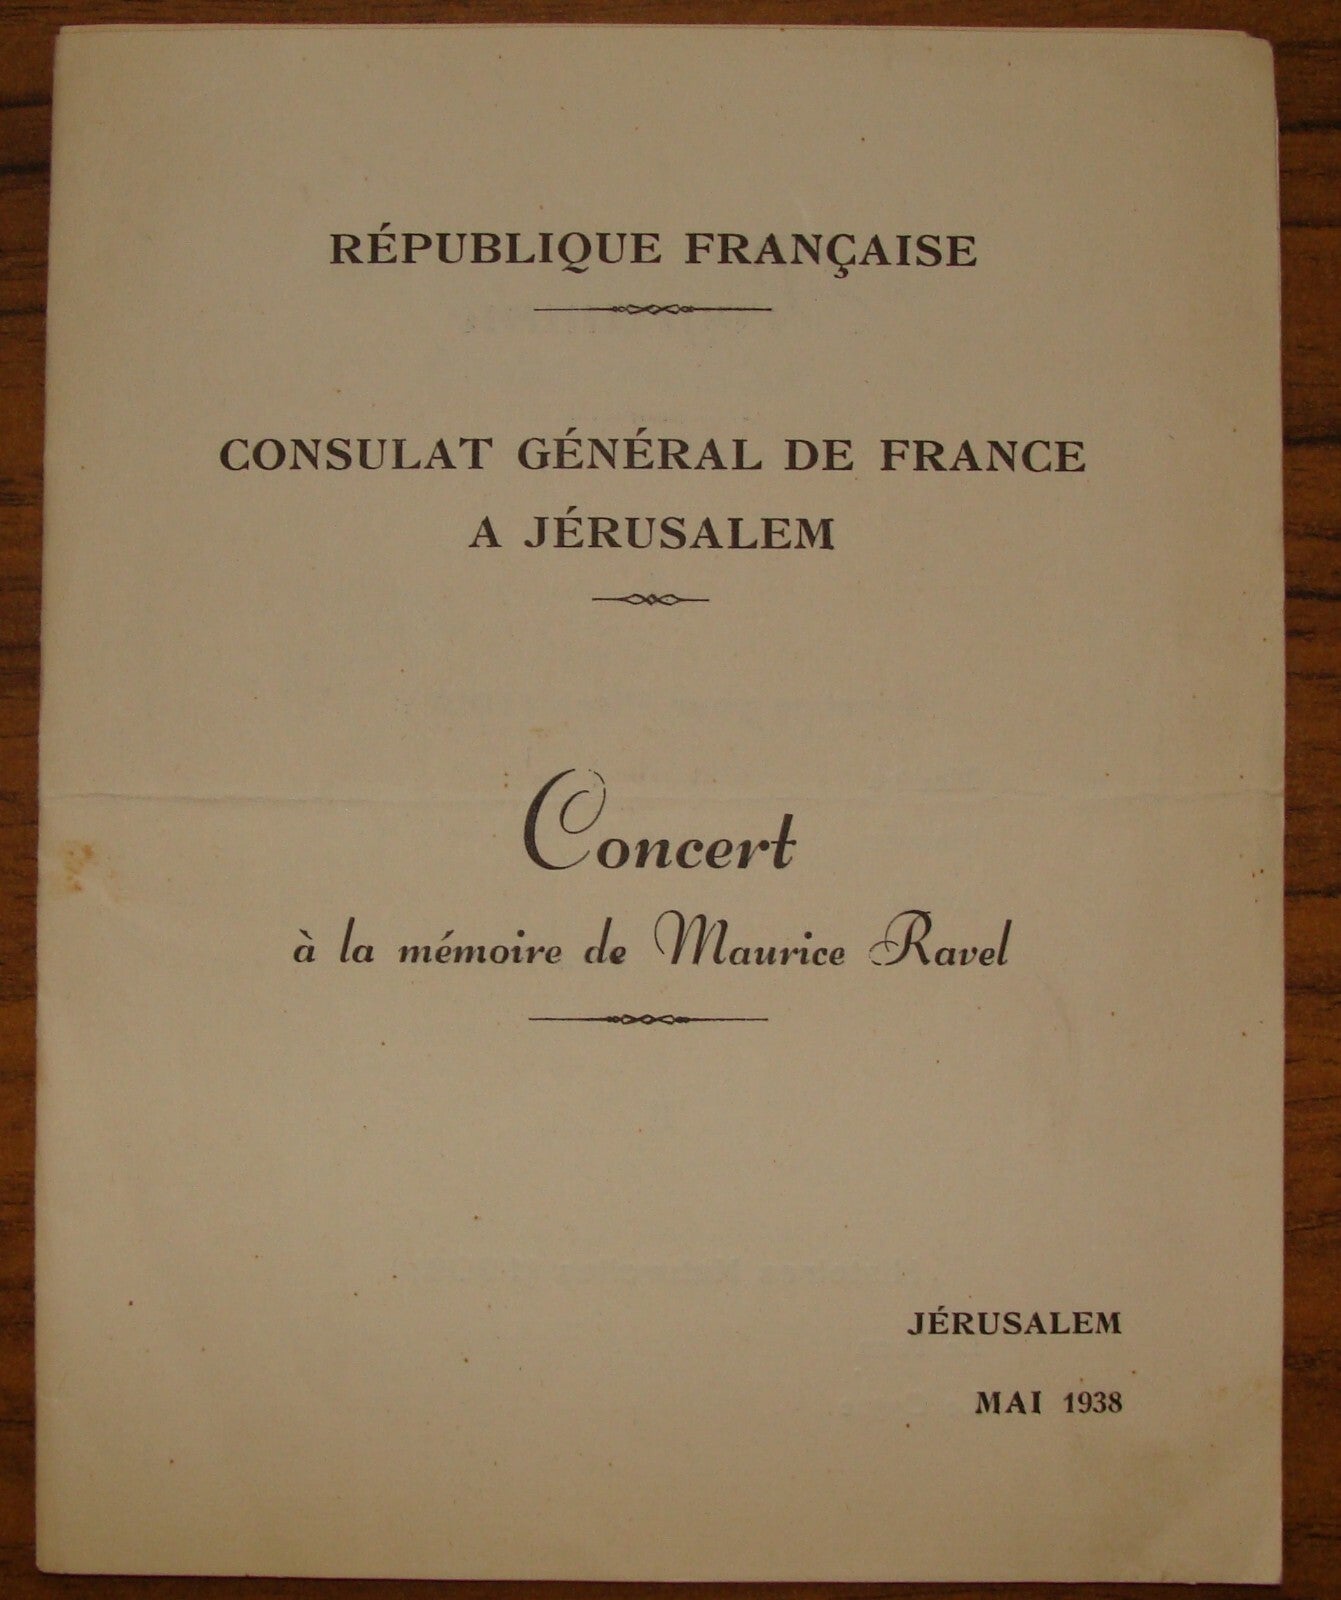 RÉPUBLIQUE FRANÇAISE
CONSULAT GÉNÉRAL DE FRANCE
A JÉRUSALEM
Concert
à la mémoire de Maurice Ravel
JÉRUSALEM
MAI 1938